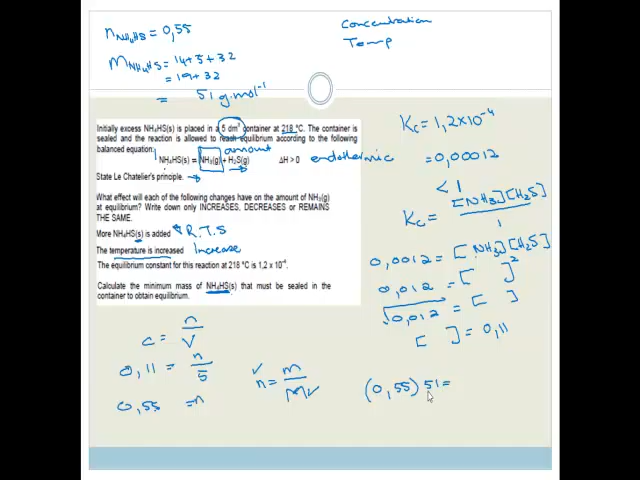 n NH₄HS = 0,55
M NH₄HS = 14+5+32
= 19+32
= 51 g·mol⁻¹
Concentration
Temp
Initially excess NH₄HS(s) is placed in a 5 dm³ container at 218 °C. The container is
sealed and the reaction is allowed to reach equilibrium according to the following
balanced equation:
amount
1 NH₄HS(s) = NH₃(g) + H₂S(g) ΔH > 0 endothermic
State Le Chatelier's principle.
What effect will each of the following changes have on the amount of NH₃(g)
at equilibrium? Write down only INCREASES, DECREASES or REMAINS
THE SAME.
More NH₄HS(s) is added R.T.S
The temperature is increased Increase
The equilibrium constant for this reaction at 218 °C is 1,2 x 10⁻⁴
Calculate the minimum mass of NH₄HS(s) that must be sealed in the
container to obtain equilibrium.
Kc = 1,2×10⁻⁴
= 0,00012
< 1
Kc = [NH₃][H₂S]
1
0,0012 = [NH₃][H₂S]
0,012 = [ ]²
√0,012 = [ ]
[ ] = 0,11
c = n/V
0,11 = n/5
0,55 = n
n = m/M
(0,55) 51 =